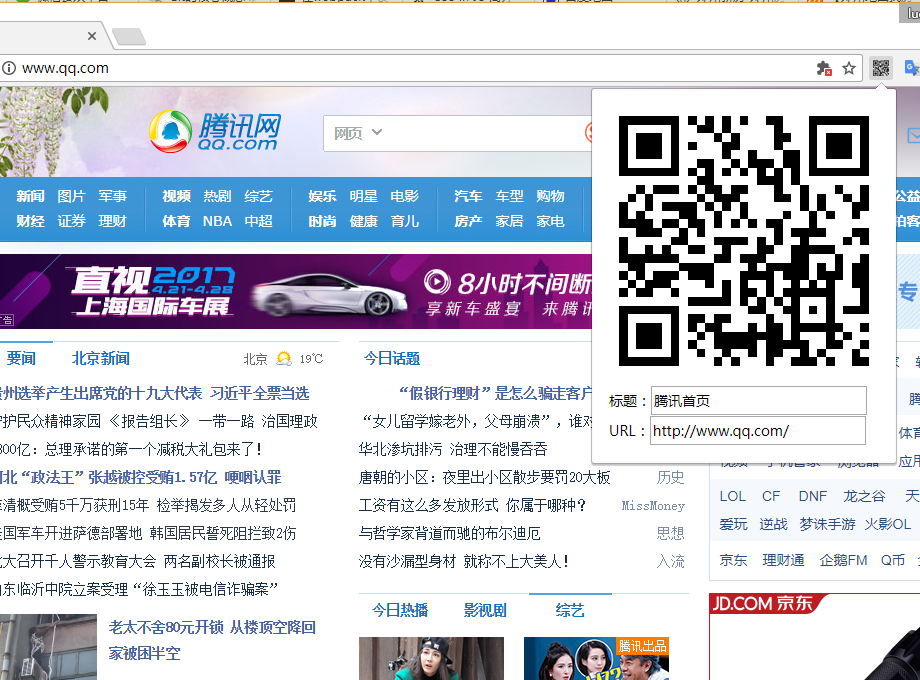 www.qq.com
腾讯网
qq.com
网页
新闻 图片 军事 视频 热剧 综艺 娱乐 明星 电影 汽车 车型 购物
财经 证券 理财 体育 NBA 中超 时尚 健康 育儿 房产 家居 家电
直视2017
4.21-4.28
上海国际车展
8小时不间断
享新车盛宴 来腾讯
标题：腾讯首页
URL：http://www.qq.com/
要闻 北京新闻 北京 19℃
贵州选举产生出席党的十九大代表 习近平全票当选
守护民众精神家园 《报告组长》 一带一路 治国理政
800亿：总理承诺的第一个减税大礼包来了！
河北“政法王”张越被控受贿1.57亿 哽咽认罪
清概受贿5千万获刑15年 检举揭发多人从轻处罚
美国军车开进萨德部署地 韩国居民誓死阻拦致2伤
北大召开千人警示教育大会 两名副校长被通报
山东临沂中院立案受理“徐玉玉被电信诈骗案”
老太不舍80元开锁 从楼顶空降回
家被困半空
今日话题
“假银行理财”是怎么骗走客户
“女儿留学嫁老外，父母崩溃”，谁对
华北渗坑排污 治理不能慢吞吞
唐朝的小区：夜里出小区散步要罚20大板 历史
工资有这么多发放形式 你属于哪种？ MissMoney
与哲学家背道而驰的布尔迪厄 思想
没有沙漏型身材 就称不上大美人！ 入流
今日热播 影视剧 综艺
腾讯出品
LOL CF DNF 龙之谷 天
爱玩 逆战 梦诛手游 火影OL
京东 理财通 企鹅FM Q币
JD.COM 京东